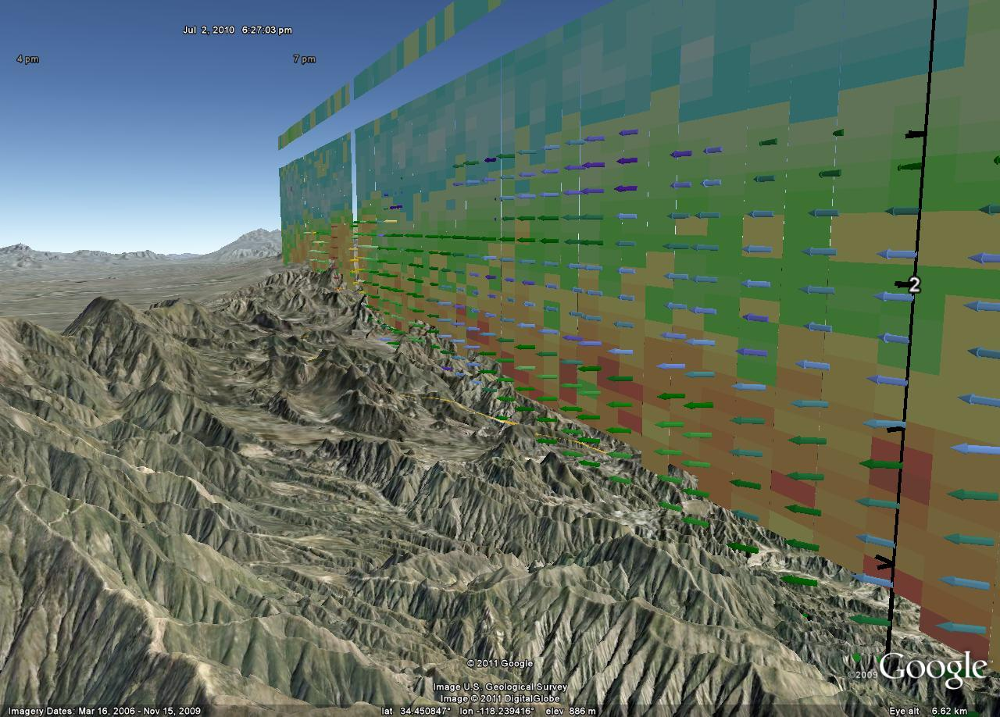 Jul 2, 2010 6:27:03 pm
4 pm
7 pm
2
© 2011 Google
©2009 Google
Image U.S. Geological Survey
Image © 2011 DigitalGlobe
Imagery Dates: Mar 16, 2006 - Nov 15, 2009 lat 34.450847° lon -118.239416° elev 886 m Eye alt 6.62 km